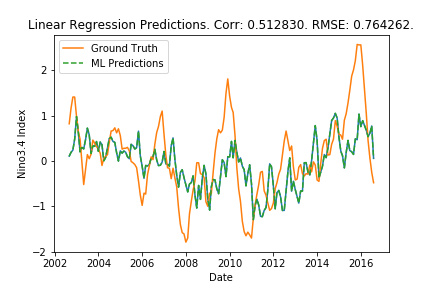 Linear Regression Predictions. Corr: 0.512830. RMSE: 0.764262.
Ground Truth
ML Predictions
Nino3.4 Index
2
1
0
−1
−2
2002 2004 2006 2008 2010 2012 2014 2016
Date